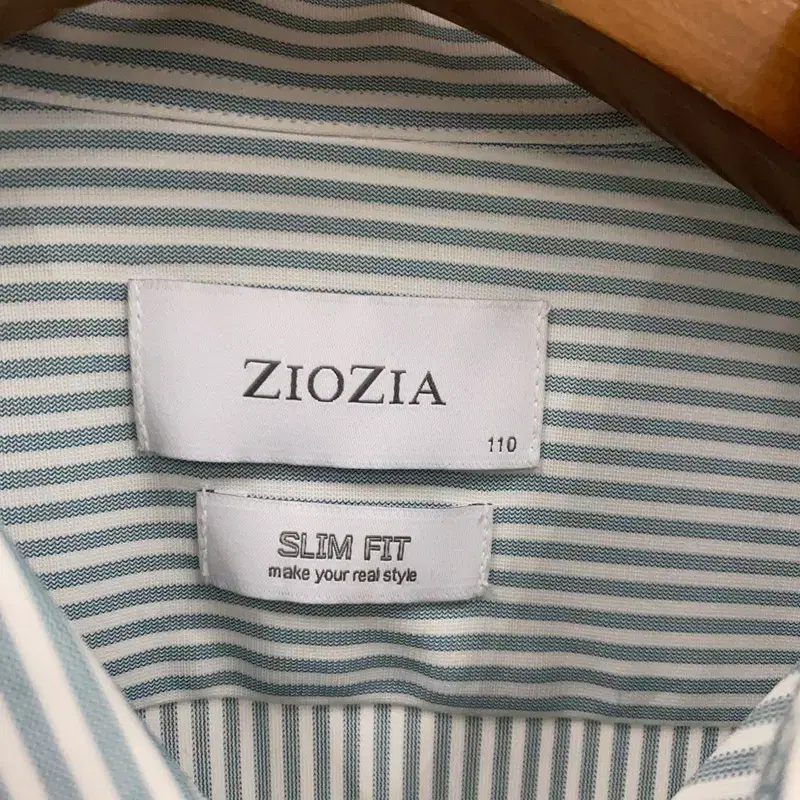 ZIOZIA
110
SLIM FIT
make your real style